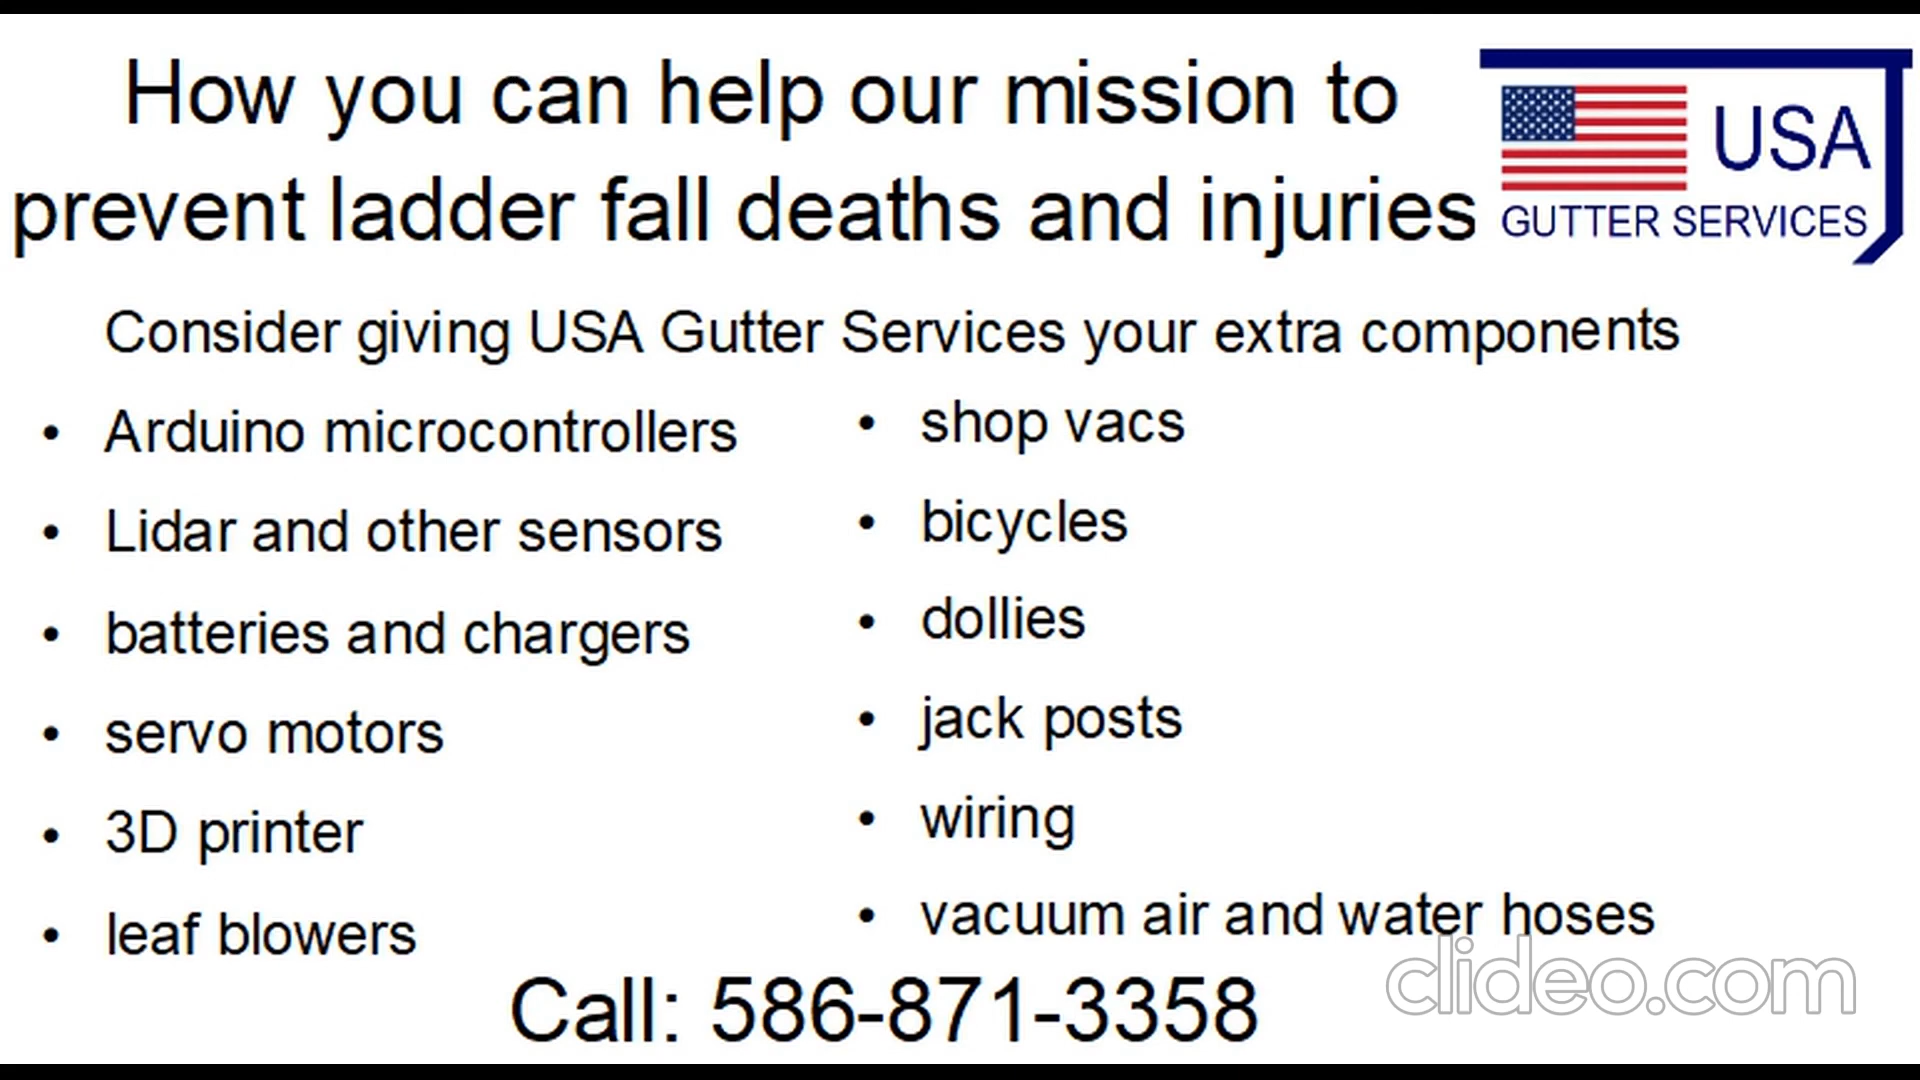 How you can help our mission to
prevent ladder fall deaths and injuries
USA
GUTTER SERVICES
Consider giving USA Gutter Services your extra components
• Arduino microcontrollers
• Lidar and other sensors
• batteries and chargers
• servo motors
• 3D printer
• leaf blowers
• shop vacs
• bicycles
• dollies
• jack posts
• wiring
• vacuum air and water hoses
Call: 586-871-3358
clideo.com